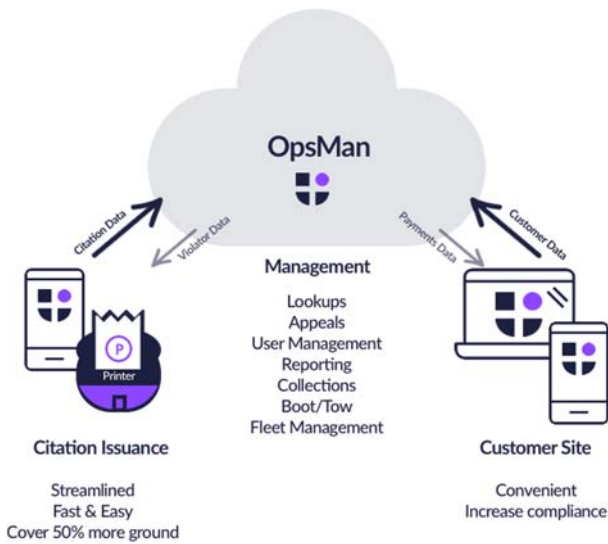 OpsMan
Citation Data
Violator Data
Payments Data
Customer Data
Management
Lookups
Appeals
User Management
Reporting
Collections
Boot/Tow
Fleet Management
P
Printer
Citation Issuance
Streamlined
Fast & Easy
Cover 50% more ground
Customer Site
Convenient
Increase compliance